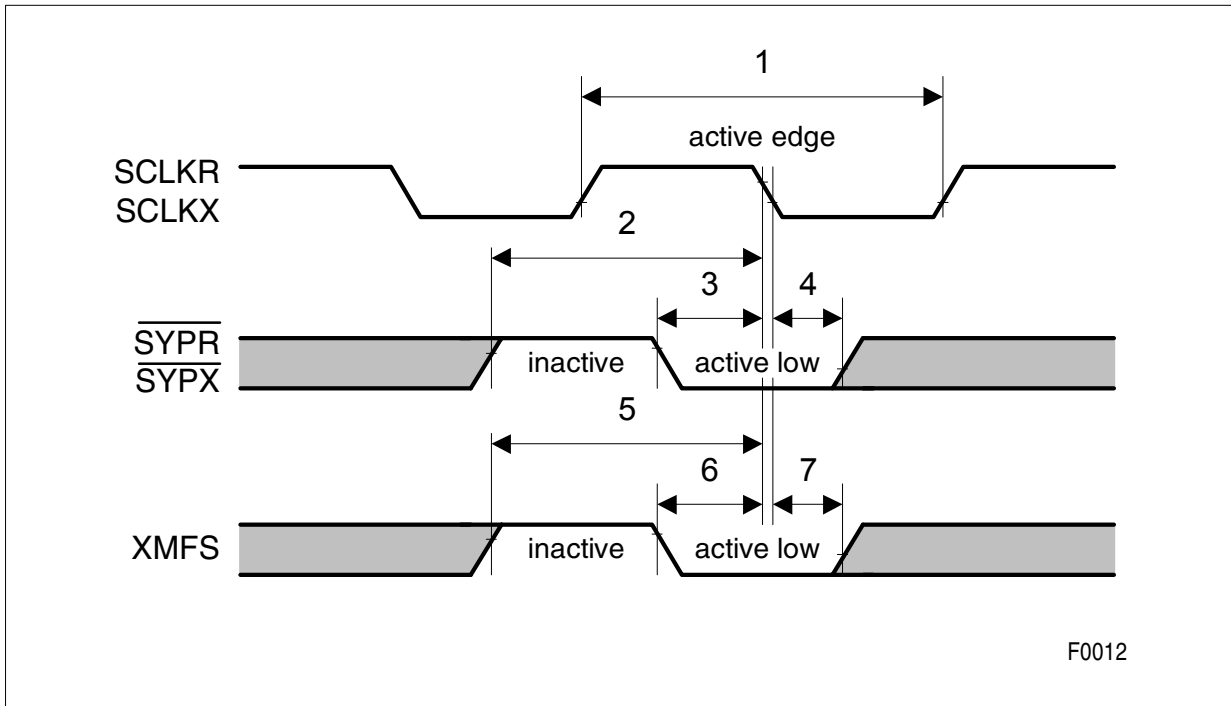 1
active edge
SCLKR
SCLKX
2
3 4
SYPR
SYPX
inactive active low
5
6 7
XMFS
inactive active low
F0012